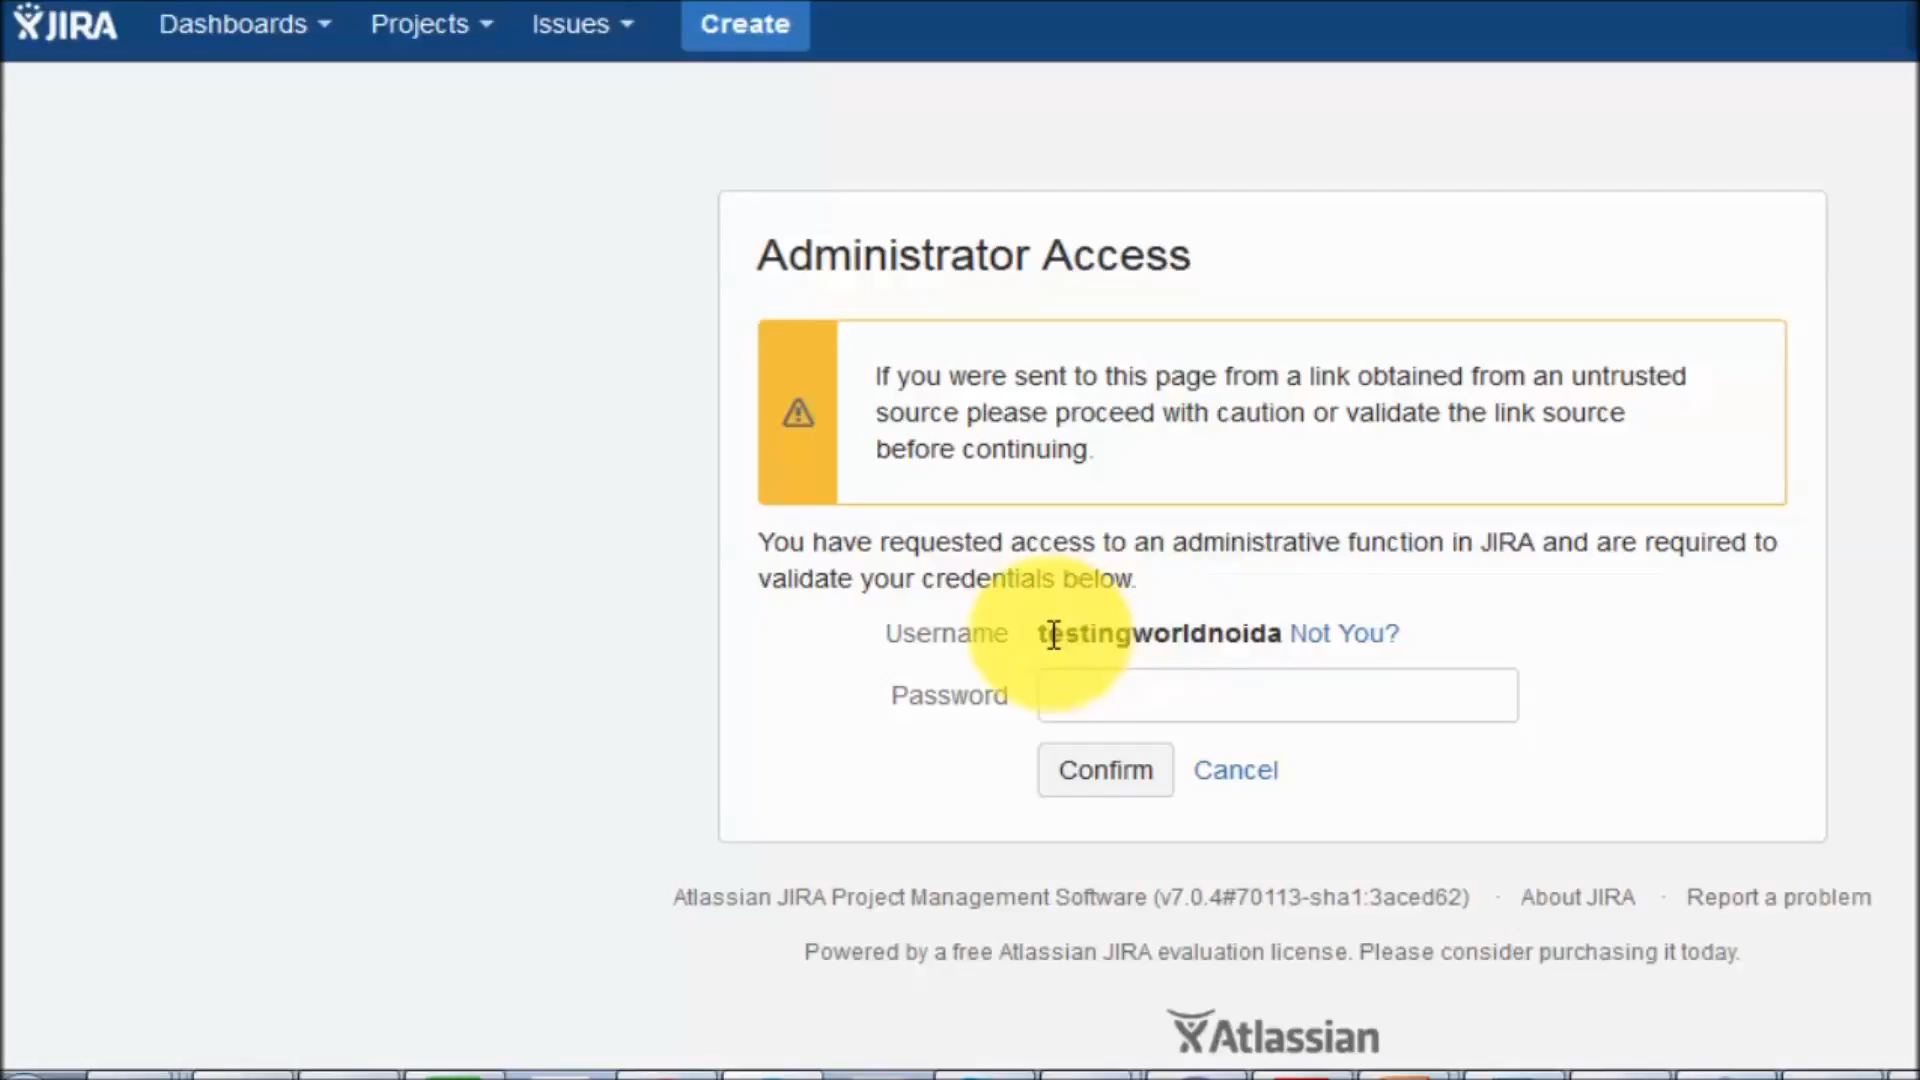 JIRA Dashboards Projects Issues Create
Administrator Access
If you were sent to this page from a link obtained from an untrusted
source please proceed with caution or validate the link source
before continuing.
You have requested access to an administrative function in JIRA and are required to
validate your credentials below.
Username testingworldnoida Not You?
Password
Confirm Cancel
Atlassian JIRA Project Management Software (v7.0.4#70113-sha1:3aced62) · About JIRA · Report a problem
Powered by a free Atlassian JIRA evaluation license. Please consider purchasing it today.
Atlassian